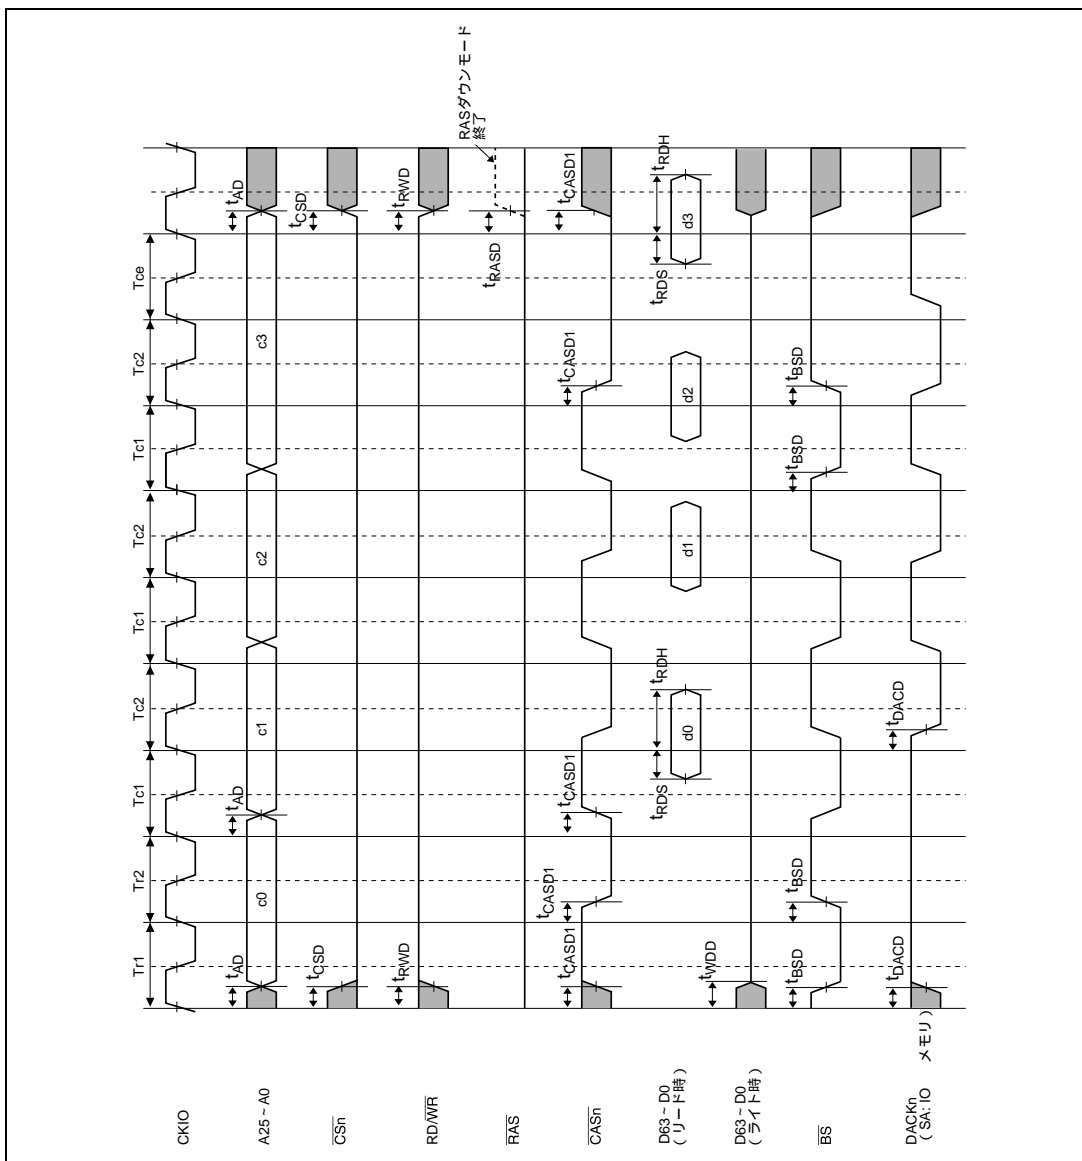 Tr1 Tr2 Tc1 Tc2 Tc1 Tc2 Tc1 Tc2 Tce
CKIO
tAD tAD tAD
A25 ~ A0 c0 c1 c2 c3
tCSD tCSD
CSn
tRWD tRWD
RD/WR
RASダウンモード
終了
RAS tRASD
tCASD1 tCASD1 tCASD1 tCASD1 tCASD1
CASn
tRDS tRDH tRDS tRDH
D63 ~ D0 d0 d1 d2 d3
(リード時)
tWDD
D63 ~ D0
(ライト時)
tBSD tBSD tBSD tBSD
BS
tDACD tDACD
DACKn
(SA: IO メモリ)